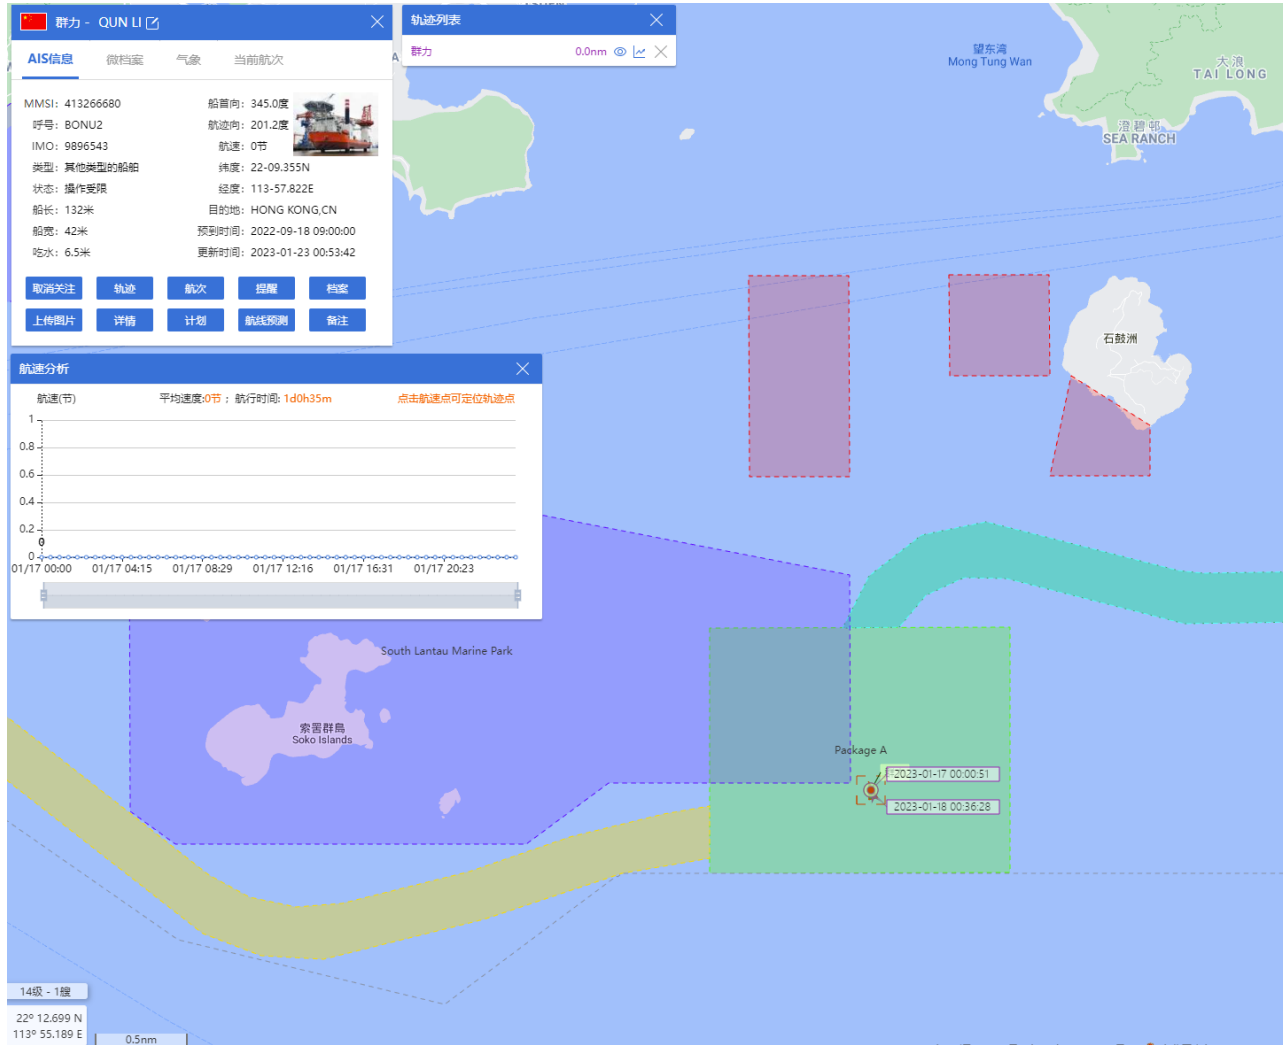 群力 - QUN LI
AIS信息 微档案 气象 当前航次
MMSI: 413266680 船首向: 345.0度
呼号: BONU2 航迹向: 201.2度
IMO: 9896543 航速: 0节
类型: 其他类型的船舶 纬度: 22-09.355N
状态: 操作受限 经度: 113-57.822E
船长: 132米 目的地: HONG KONG,CN
船宽: 42米 预到时间: 2022-09-18 09:00:00
吃水: 6.5米 更新时间: 2023-01-23 00:53:42
取消关注 轨迹 航次 提醒 档案
上传图片 详情 计划 航线预测 备注
轨迹列表
群力 0.0nm
望东湾
Mong Tung Wan
大浪
TAI LONG
澄碧邨
SEA RANCH
石鼓洲
航速分析
航速(节) 平均速度:0节 ; 航行时间: 1d0h35m 点击航速点可定位轨迹点
1
0.8
0.6
0.4
0.2
0
0
01/17 00:00 01/17 04:15 01/17 08:29 01/17 12:16 01/17 16:31 01/17 20:23
South Lantau Marine Park
索罟群島
Soko Islands
Package A
2023-01-17 00:00:51
2023-01-18 00:36:28
14级 - 1艘
22º 12.699 N
113º 55.189 E
0.5nm